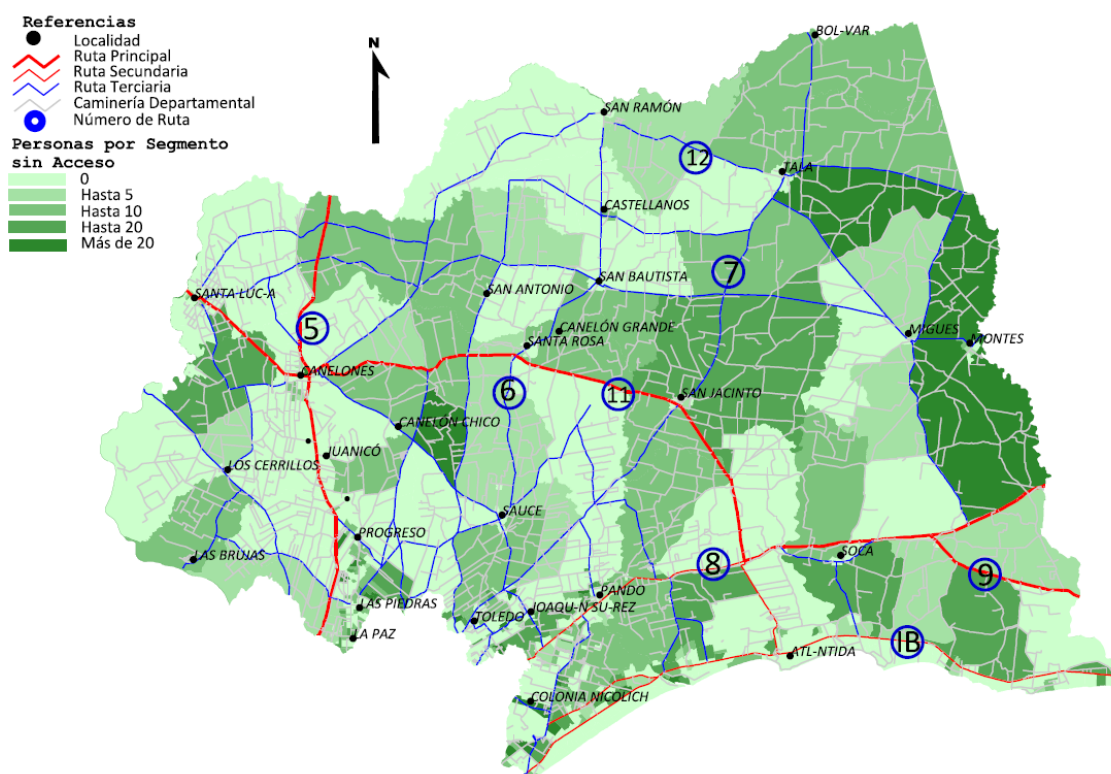 Referencias
Localidad
Ruta Principal
Ruta Secundaria
Ruta Terciaria
Caminería Departamental
Número de Ruta
Personas por Segmento
sin Acceso
0
Hasta 5
Hasta 10
Hasta 20
Más de 20
N
BOL-VAR
SAN RAMÓN
12
TALA
CASTELLANOS
7
SAN BAUTISTA
SANTA LUC-A
SAN ANTONIO
5
CANELÓN GRANDE
SANTA ROSA
MIGUES
MONTES
CANELONES
6
11
SAN JACINTO
CANELÓN CHICO
JUANICÓ
LOS CERRILLOS
SAUCE
PROGRESO
LAS BRUJAS
8
SOCA
9
PANDO
LAS PIEDRAS
JOAQU-N SU-REZ
TOLEDO
LA PAZ
IB
ATL-NTIDA
COLONIA NICOLICH